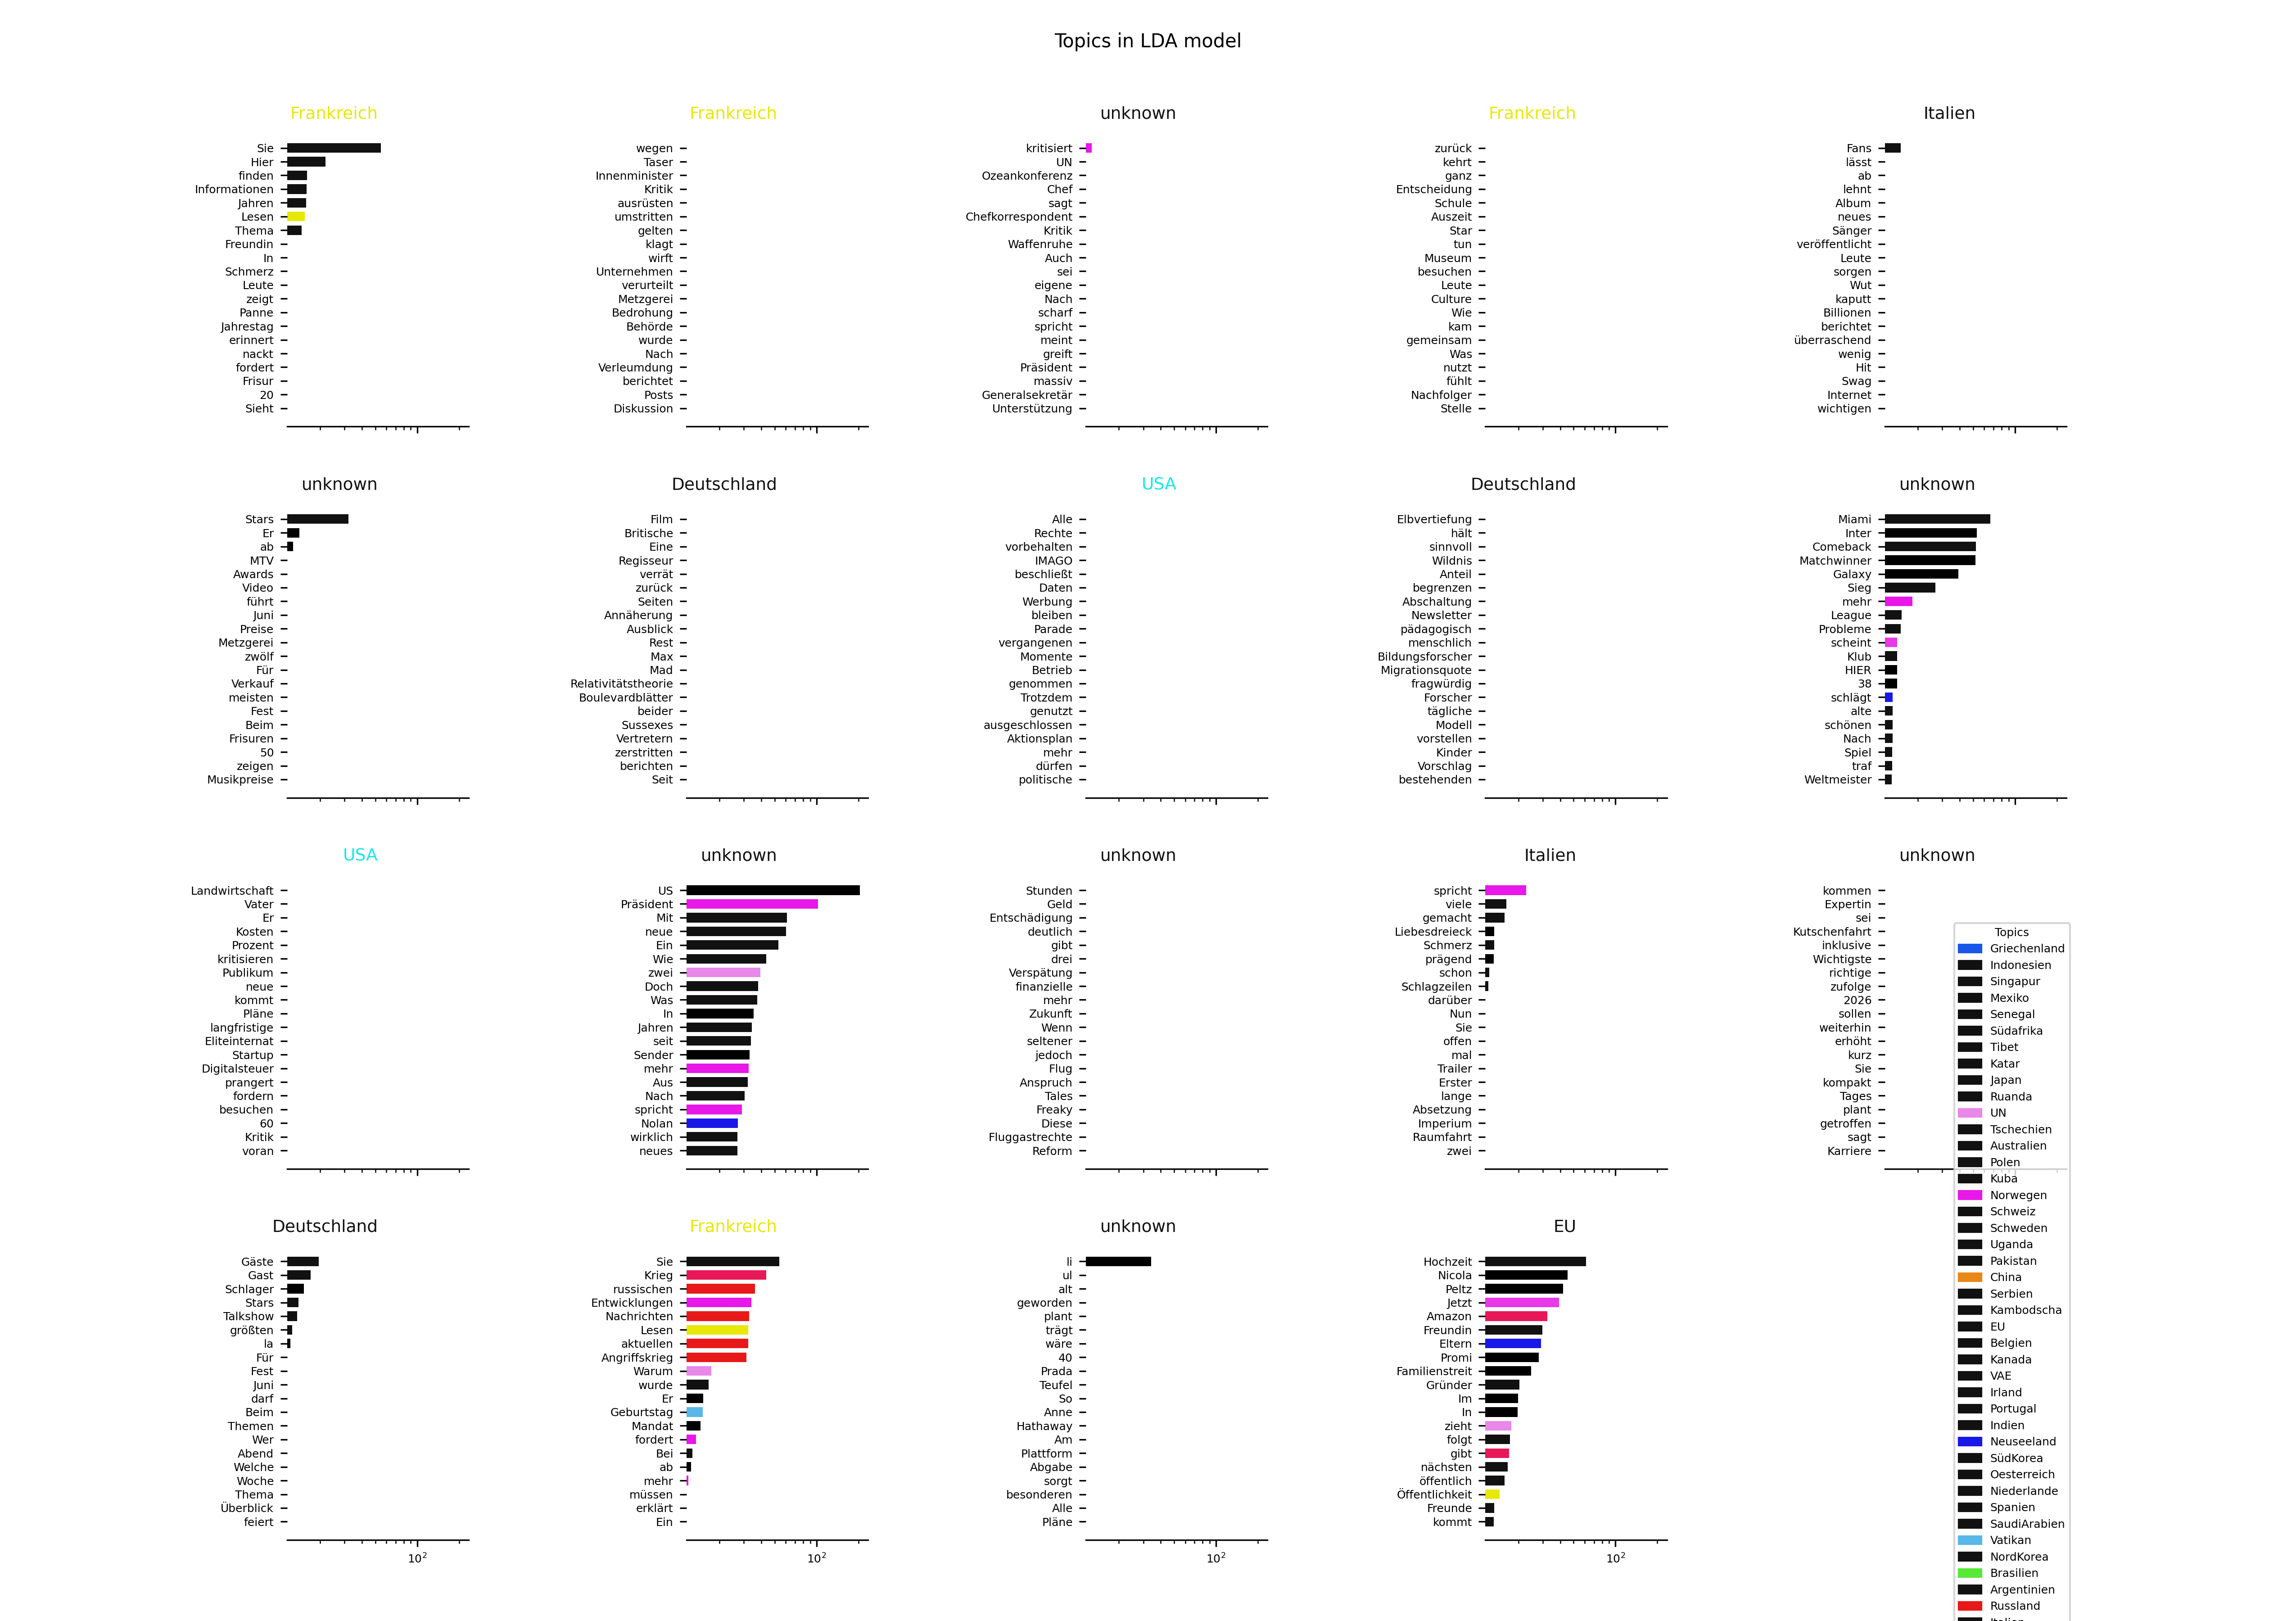 Topics in LDA model
Frankreich
Sie
Hier
finden
Informationen
Jahren
Lesen
Thema
Freundin
In
Schmerz
Leute
zeigt
Panne
Jahrestag
erinnert
nackt
fordert
Frisur
20
Sieht
Frankreich
wegen
Taser
Innenminister
Kritik
ausrüsten
umstritten
gelten
klagt
wirft
Unternehmen
verurteilt
Metzgerei
Bedrohung
Behörde
wurde
Nach
Verleumdung
berichtet
Posts
Diskussion
unknown
kritisiert
UN
Ozeankonferenz
Chef
sagt
Chefkorrespondent
Kritik
Waffenruhe
Auch
sei
eigene
Nach
scharf
spricht
meint
greift
Präsident
massiv
Generalsekretär
Unterstützung
Frankreich
zurück
kehrt
ganz
Entscheidung
Schule
Auszeit
Star
tun
Museum
besuchen
Leute
Culture
Wie
kam
gemeinsam
Was
nutzt
fühlt
Nachfolger
Stelle
Italien
Fans
lässt
ab
lehnt
Album
neues
Sänger
veröffentlicht
Leute
sorgen
Wut
kaputt
Billionen
berichtet
überraschend
wenig
Hit
Swag
Internet
wichtigen
unknown
Stars
Er
ab
MTV
Awards
Video
führt
Juni
Preise
Metzgerei
zwölf
Für
Verkauf
meisten
Fest
Beim
Frisuren
50
zeigen
Musikpreise
Deutschland
Film
Britische
Eine
Regisseur
verrät
zurück
Seiten
Annäherung
Ausblick
Rest
Max
Mad
Relativitätstheorie
Boulevardblätter
beider
Sussexes
Vertretern
zerstritten
berichten
Seit
USA
Alle
Rechte
vorbehalten
IMAGO
beschließt
Daten
Werbung
bleiben
Parade
vergangenen
Momente
Betrieb
genommen
Trotzdem
genutzt
ausgeschlossen
Aktionsplan
mehr
dürfen
politische
Deutschland
Elbvertiefung
hält
sinnvoll
Wildnis
Anteil
begrenzen
Abschaltung
Newsletter
pädagogisch
menschlich
Bildungsforscher
Migrationsquote
fragwürdig
Forscher
tägliche
Modell
vorstellen
Kinder
Vorschlag
bestehenden
unknown
Miami
Inter
Comeback
Matchwinner
Galaxy
Sieg
mehr
League
Probleme
scheint
Klub
HIER
38
schlägt
alte
schönen
Nach
Spiel
traf
Weltmeister
USA
Landwirtschaft
Vater
Er
Kosten
Prozent
kritisieren
Publikum
neue
kommt
Pläne
langfristige
Eliteinternat
Startup
Digitalsteuer
prangert
fordern
besuchen
60
Kritik
voran
unknown
US
Präsident
Mit
neue
Ein
Wie
zwei
Doch
Was
In
Jahren
seit
Sender
mehr
Aus
Nach
spricht
Nolan
wirklich
neues
unknown
Stunden
Geld
Entschädigung
deutlich
gibt
drei
Verspätung
finanzielle
mehr
Zukunft
Wenn
seltener
jedoch
Flug
Anspruch
Tales
Freaky
Diese
Fluggastrechte
Reform
Italien
spricht
viele
gemacht
Liebesdreieck
Schmerz
prägend
schon
Schlagzeilen
darüber
Nun
Sie
offen
mal
Trailer
Erster
lange
Absetzung
Imperium
Raumfahrt
zwei
unknown
kommen
Expertin
sei
Kutschenfahrt
inklusive
Wichtigste
richtige
zufolge
2026
sollen
weiterhin
erhöht
kurz
Sie
kompakt
Tages
plant
getroffen
sagt
Karriere
Deutschland
Gäste
Gast
Schlager
Stars
Talkshow
größten
la
Für
Fest
Juni
darf
Beim
Themen
Wer
Abend
Welche
Woche
Thema
Überblick
feiert
10²
Frankreich
Sie
Krieg
russischen
Entwicklungen
Nachrichten
Lesen
aktuellen
Angriffskrieg
Warum
wurde
Er
Geburtstag
Mandat
fordert
Bei
ab
mehr
müssen
erklärt
Ein
10²
unknown
li
ul
alt
geworden
plant
trägt
wäre
40
Prada
Teufel
So
Anne
Hathaway
Am
Plattform
Abgabe
sorgt
besonderen
Alle
Pläne
10²
EU
Hochzeit
Nicola
Peltz
Jetzt
Amazon
Freundin
Eltern
Promi
Familienstreit
Gründer
Im
In
zieht
folgt
gibt
nächsten
öffentlich
Öffentlichkeit
Freunde
kommt
10²
Topics
Griechenland
Indonesien
Singapur
Mexiko
Senegal
Südafrika
Tibet
Katar
Japan
Ruanda
UN
Tschechien
Australien
Polen
Kuba
Norwegen
Schweiz
Schweden
Uganda
Pakistan
China
Serbien
Kambodscha
EU
Belgien
Kanada
VAE
Irland
Portugal
Indien
Neuseeland
SüdKorea
Oesterreich
Niederlande
Spanien
SaudiArabien
Vatikan
NordKorea
Brasilien
Argentinien
Russland